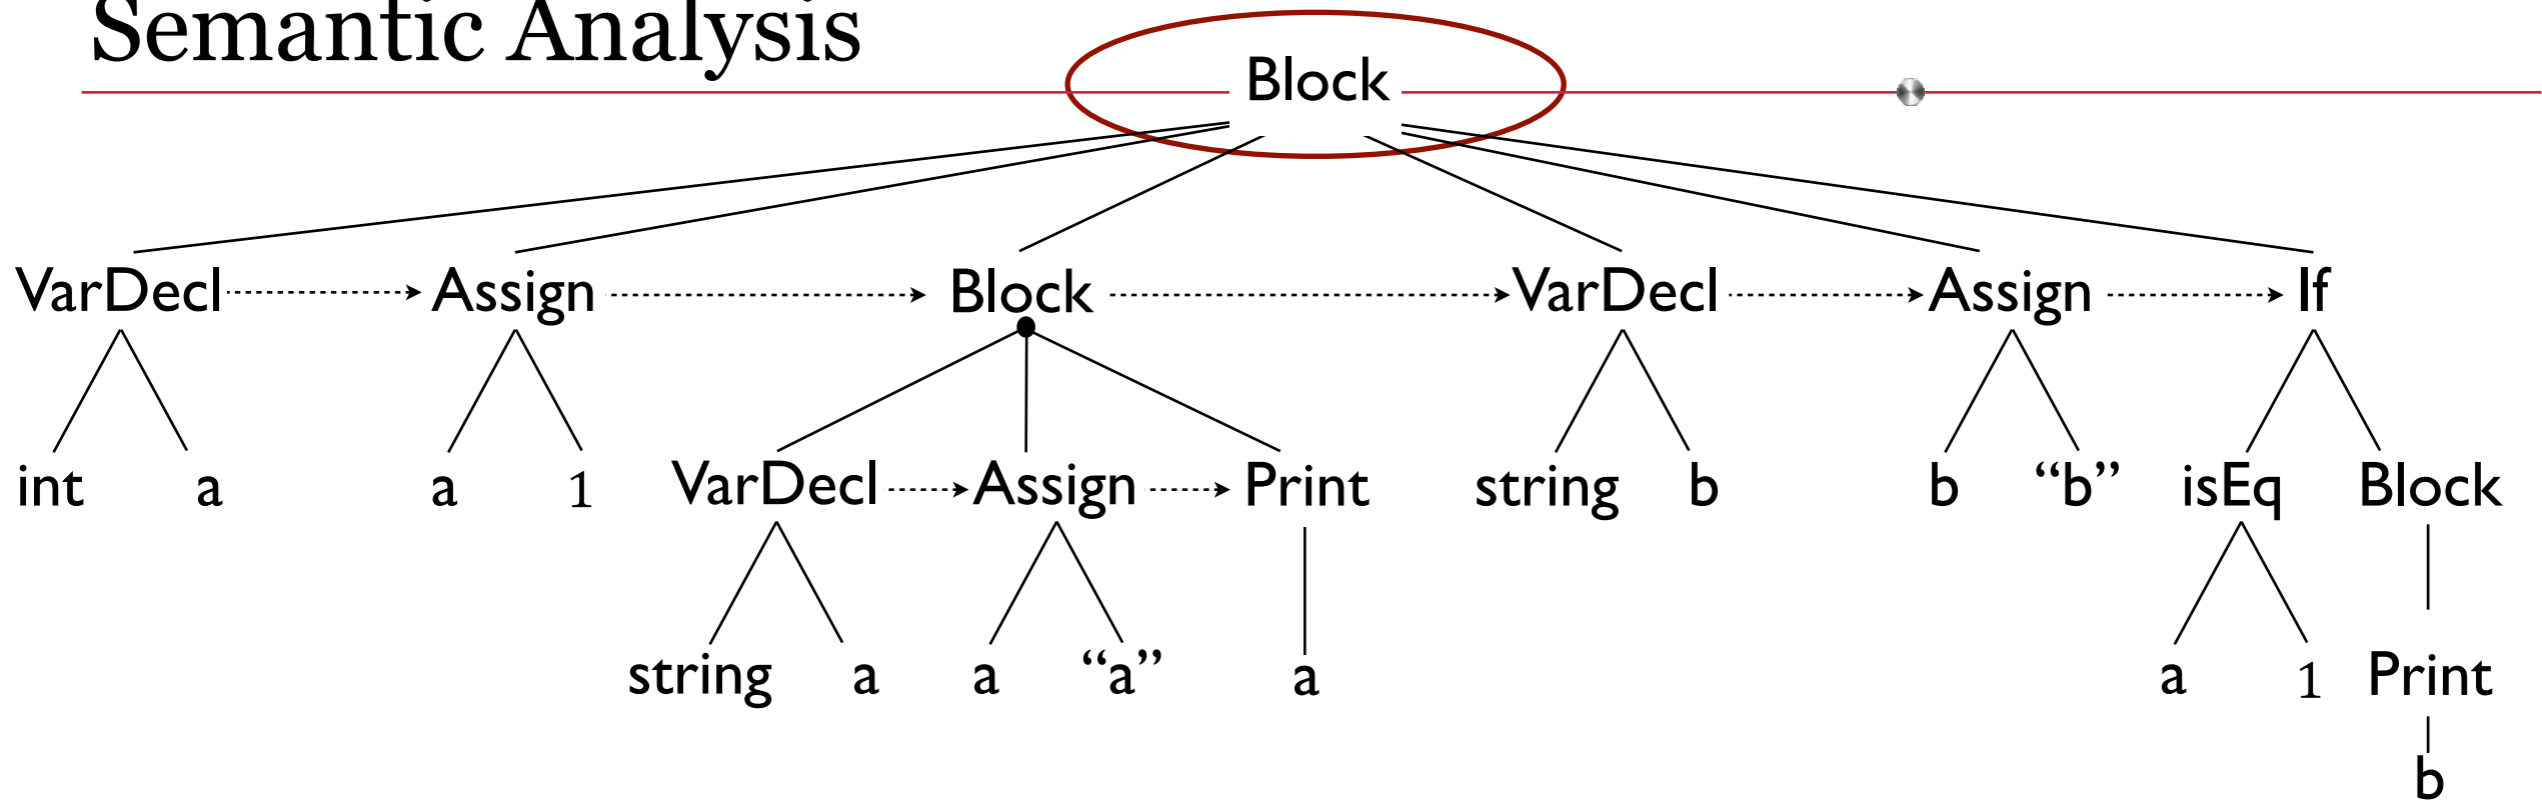 Semantic Analysis
Block
VarDecl Assign Block VarDecl Assign If
int a a 1 VarDecl Assign Print string b b “b” isEq Block
string a a “a” a a 1 Print
b